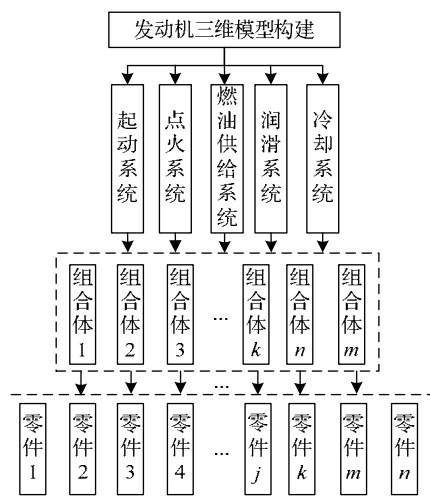 发动机三维模型构建
起动系统
点火系统
燃油供给系统
润滑系统
冷却系统
组合体1
组合体2
组合体3
...
组合体k
组合体n
组合体m
...
零件1
零件2
零件3
零件4
...
零件j
零件k
零件m
零件n